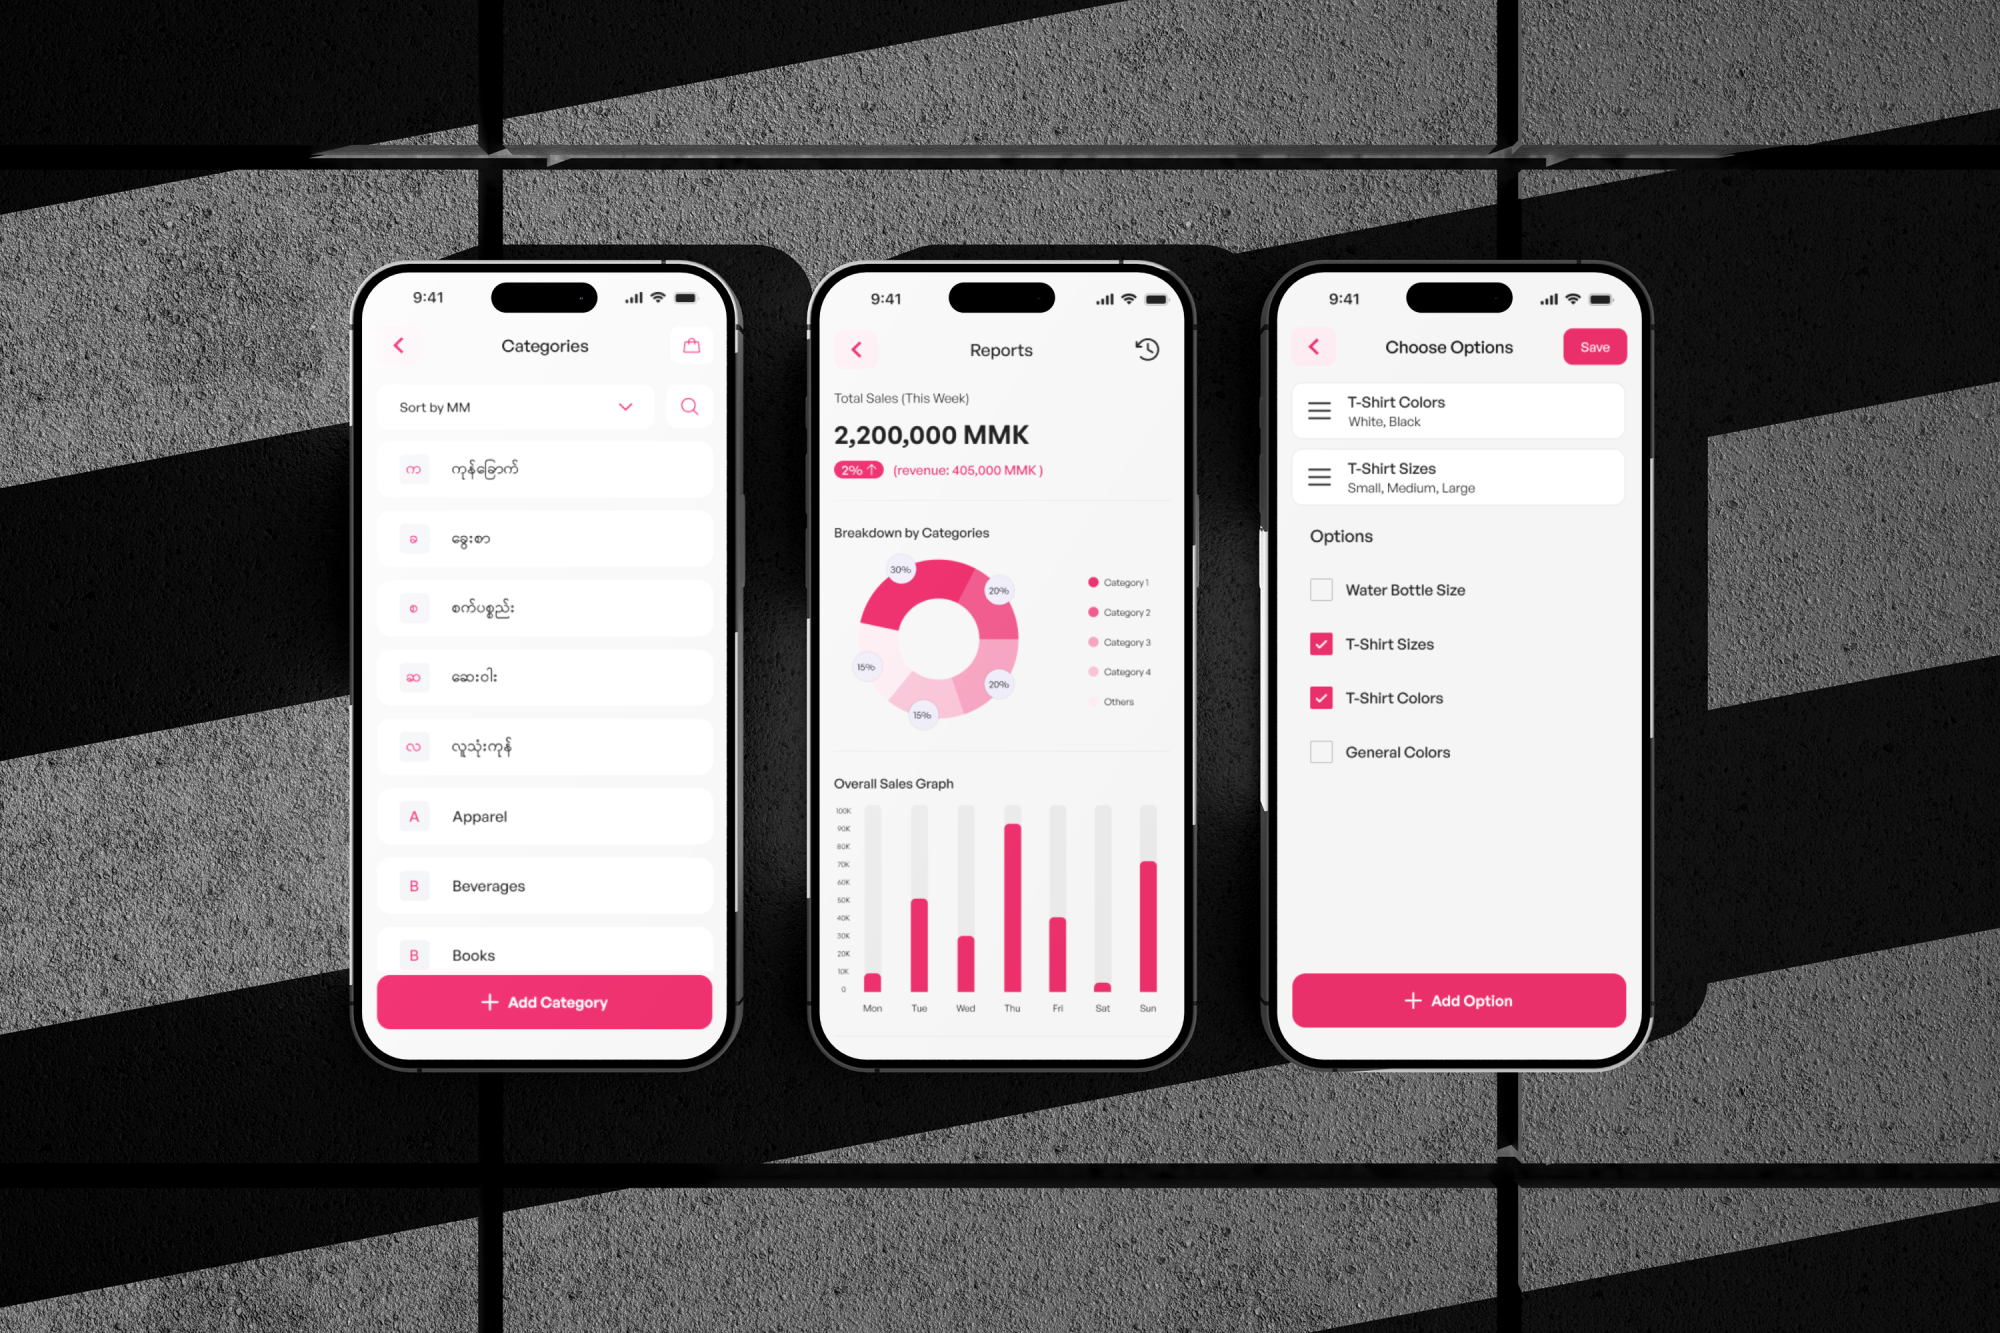 9:41
Categories
Sort by MM
က ကုန်ခြောက်
ခ ခွေးစာ
စ စက်ပစ္စည်း
ဆ ဆေးဝါး
လ လူသုံးကုန်
A Apparel
B Beverages
B Books
+ Add Category
9:41
Reports
Total Sales (This Week)
2,200,000 MMK
2% ↑ (revenue: 405,000 MMK )
Breakdown by Categories
30%
20%
20%
15%
15%
Category 1
Category 2
Category 3
Category 4
Others
Overall Sales Graph
100K
90K
80K
70K
60K
50K
40K
30K
20K
10K
0
Mon Tue Wed Thu Fri Sat Sun
9:41
Choose Options Save
T-Shirt Colors
White, Black
T-Shirt Sizes
Small, Medium, Large
Options
Water Bottle Size
T-Shirt Sizes
T-Shirt Colors
General Colors
+ Add Option